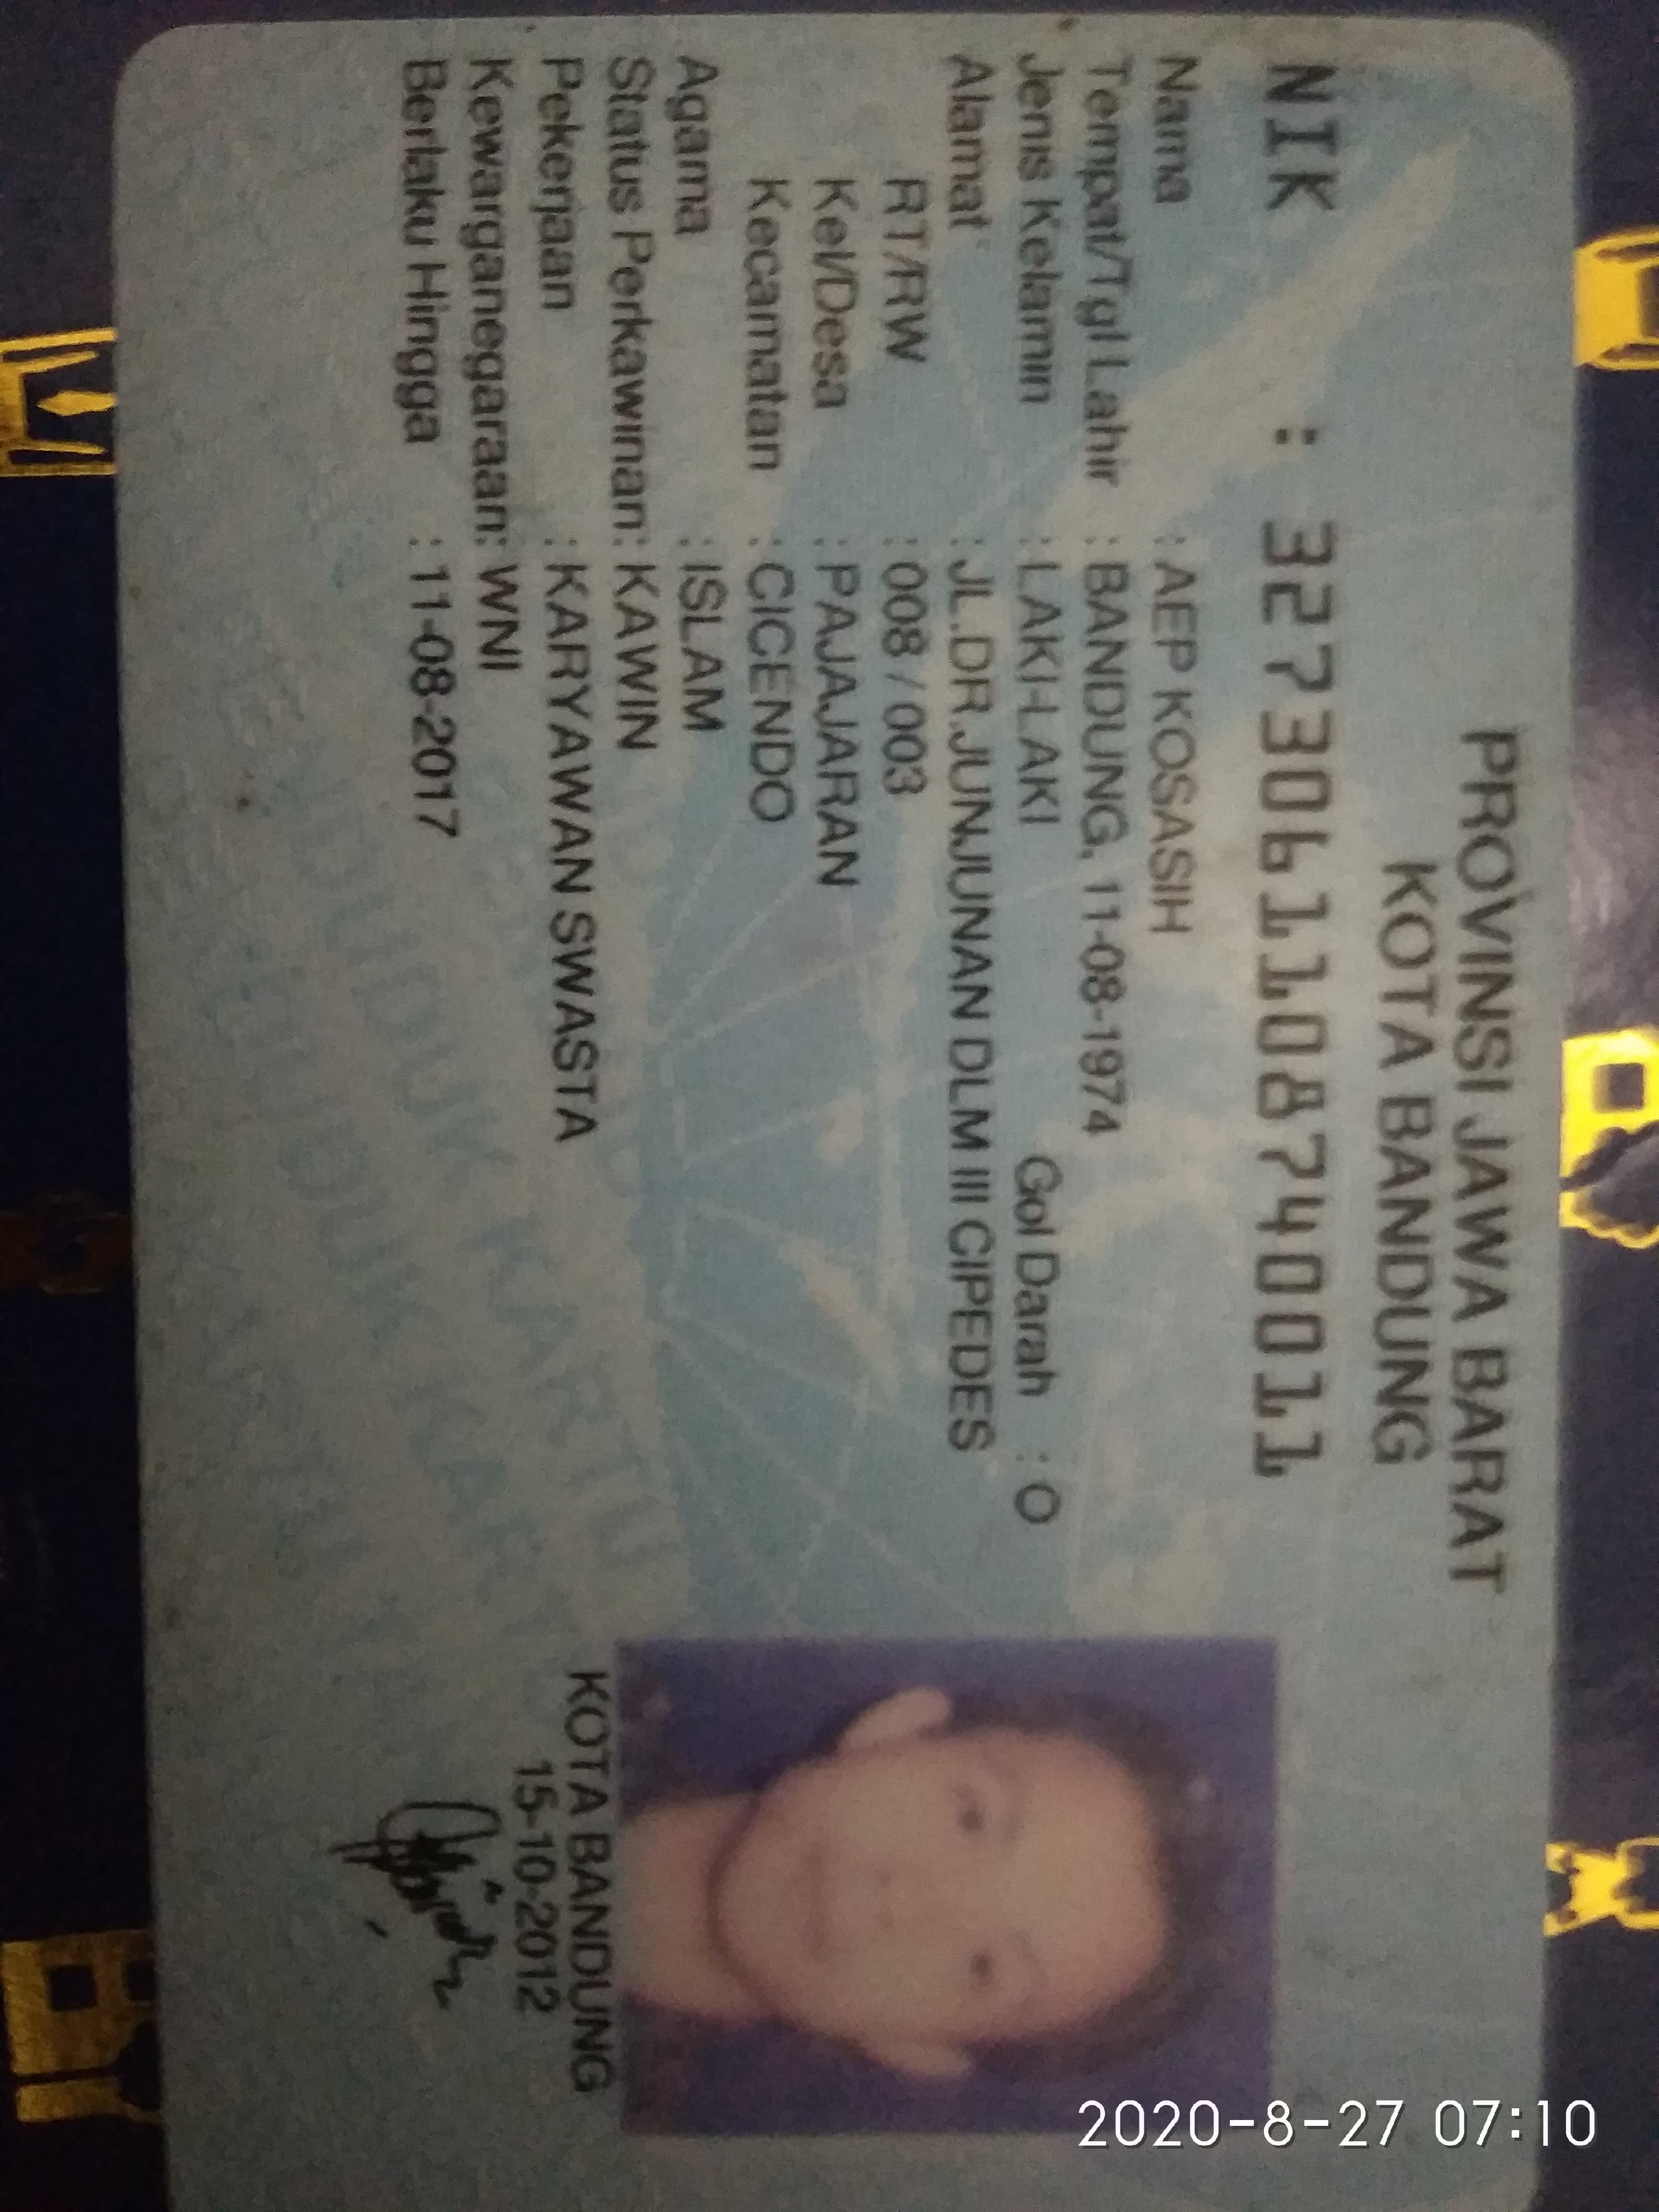 PROVINSI JAWA BARAT
KOTA BANDUNG
NIK : 3273061108740011
Nama : AEP KOSASIH
Tempat/Tgl Lahir : BANDUNG, 11-08-1974
Jenis Kelamin : LAKI-LAKI Gol Darah : O
Alamat : JL.DR.JUNJUNAN DLM III CIPEDES
RT/RW : 008 / 003
Kel/Desa : PAJAJARAN
Kecamatan : CICENDO
Agama : ISLAM
Status Perkawinan: KAWIN
Pekerjaan : KARYAWAN SWASTA
Kewarganegaraan: WNI
Berlaku Hingga : 11-08-2017
KOTA BANDUNG
15-10-2012
2020-8-27 07:10